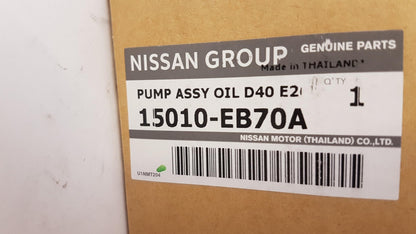 NISSAN GROUP GENUINE PARTS
Made in THAILAND
Q'TY
PUMP ASSY OIL D40 1
15010-EB70A
NISSAN MOTOR (THAILAND) CO.,LTD.
U1NMT204